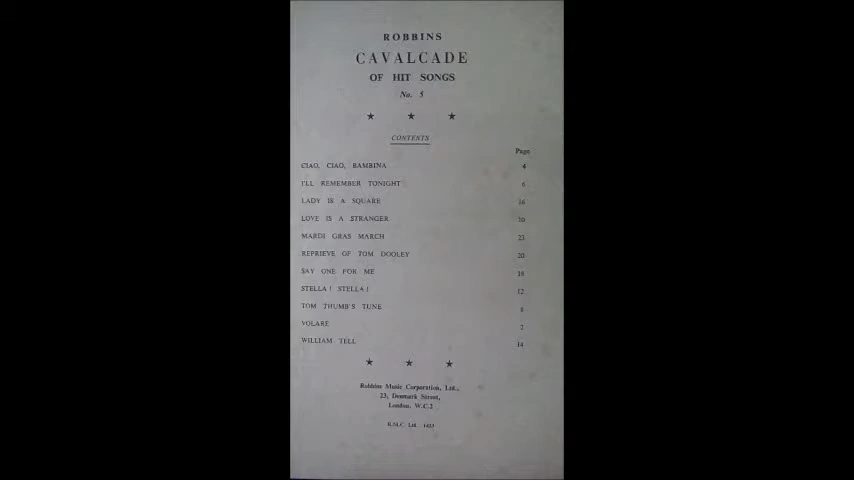 ROBBINS
CAVALCADE
OF HIT SONGS
No. 5
★ ★ ★
CONTENTS
Page
CIAO, CIAO, BAMBINA 4
I'LL REMEMBER TONIGHT 6
LADY IS A SQUARE 16
LOVE IS A STRANGER 10
MARDI GRAS MARCH 23
REPRIEVE OF TOM DOOLEY 20
SAY ONE FOR ME 18
STELLA! STELLA! 12
TOM THUMB'S TUNE 8
VOLARE 2
WILLIAM TELL 14
★ ★ ★
Robbins Music Corporation, Ltd.,
23, Denmark Street,
London. W.C.2
R.M.C. Ltd.